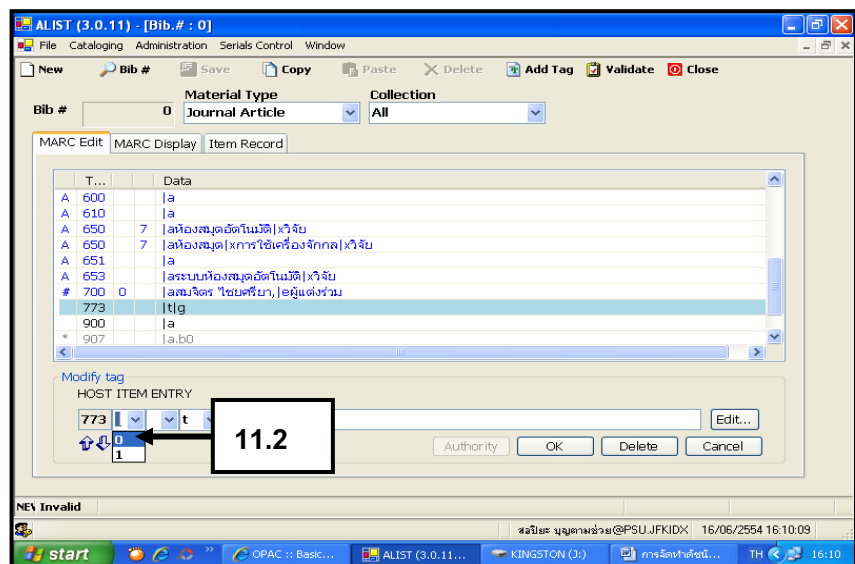 ALIST (3.0.11) - [Bib.# : 0]
File Cataloging Administration Serials Control Window
New Bib # Save Copy Paste Delete Add Tag Validate Close
Material Type Collection
Bib # 0 Journal Article All
MARC Edit MARC Display Item Record
T... Data
A 600 |a
A 610 |a
A 650 7 |aห้องสมุดอัตโนมัติ|xวิจัย
A 650 7 |aห้องสมุด|xการใช้เครื่องจักกล|xวิจัย
A 651 |a
A 653 |aระบบห้องสมุดอัตโนมัติ|xวิจัย
# 700 0 |aสมจิตร ไชยศรียา,|eผู้แต่งร่วม
773 |t|g
900 |a
* 907 |a.b0
Modify tag
HOST ITEM ENTRY
773 t Edit...
0
1
11.2
Authority OK Delete Cancel
Invalid
สอปียะ บุญตามช่วย@PSU.JFKIDX 16/06/2554 16:10:09
start OPAC :: Basic... ALIST (3.0.11... KINGSTON (J:) การจัดทำดัชนี... TH 16:10